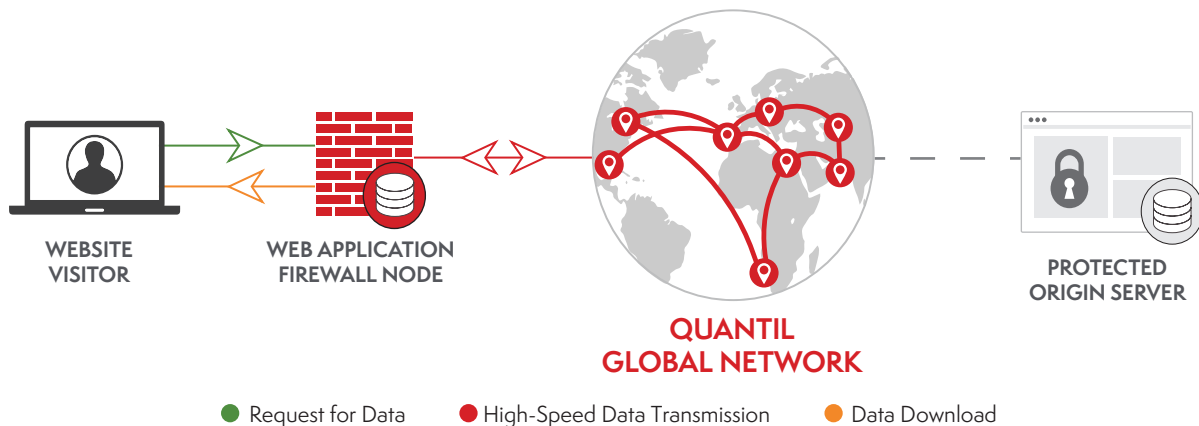 WEBSITE
VISITOR
WEB APPLICATION
FIREWALL NODE
QUANTIL
GLOBAL NETWORK
PROTECTED
ORIGIN SERVER
Request for Data
High-Speed Data Transmission
Data Download